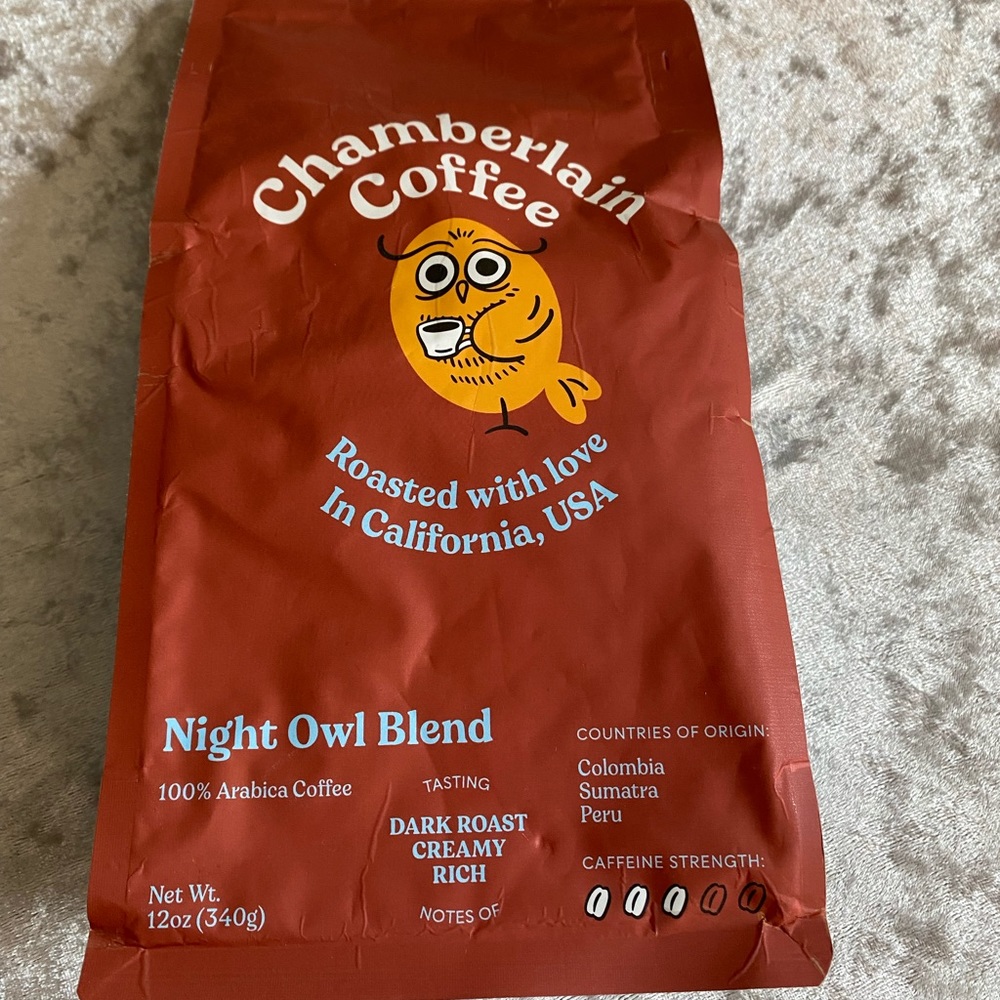 Chamberlain
Coffee
Roasted with love
In California, USA
Night Owl Blend
100% Arabica Coffee
Net Wt.
12oz (340g)
TASTING
DARK ROAST
CREAMY
RICH
NOTES OF
COUNTRIES OF ORIGIN:
Colombia
Sumatra
Peru
CAFFEINE STRENGTH: